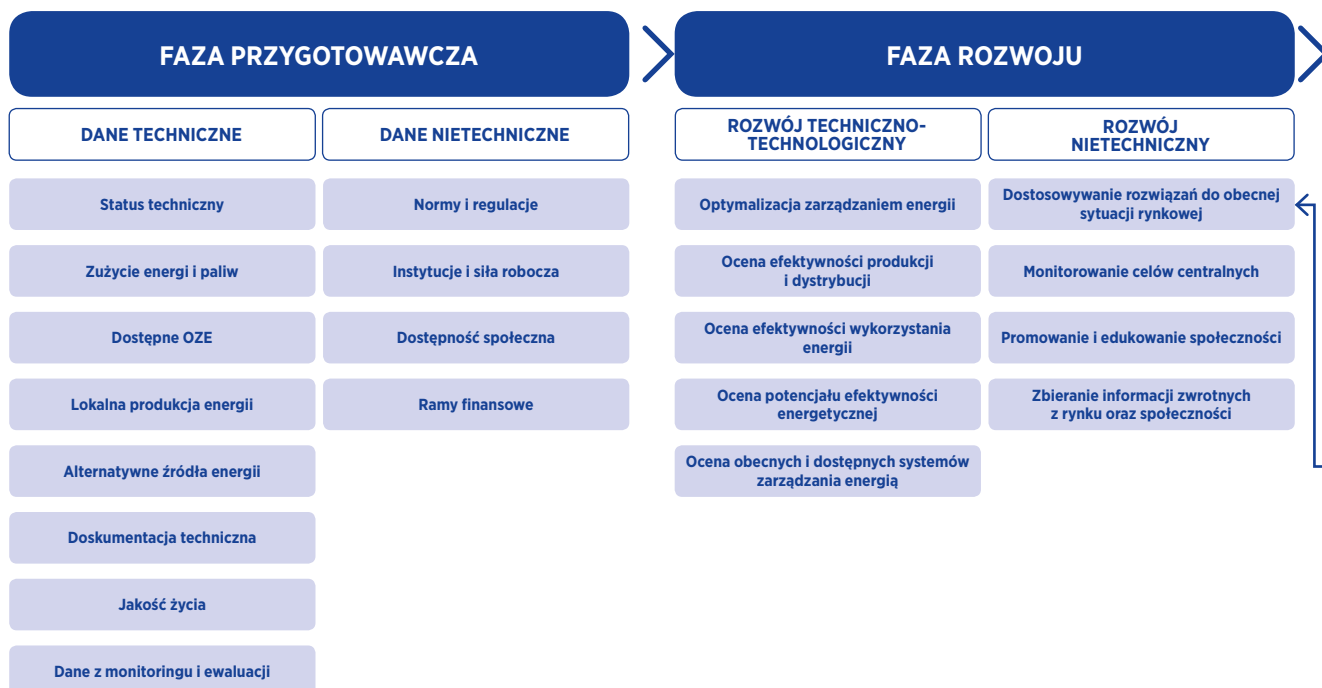 FAZA PRZYGOTOWAWCZA
DANE TECHNICZNE
Status techniczny
Zużycie energi i paliw
Dostępne OZE
Lokalna produkcja energii
Alternatywne źródła energii
Doskumentacja techniczna
Jakość życia
Dane z monitoringu i ewaluacji
DANE NIETECHNICZNE
Normy i regulacje
Instytucje i siła robocza
Dostępność społeczna
Ramy finansowe
FAZA ROZWOJU
ROZWÓJ TECHNICZNO-
TECHNOLOGICZNY
Optymalizacja zarządzaniem energii
Ocena efektywności produkcji
i dystrybucji
Ocena efektywności wykorzystania
energii
Ocena potencjału efektywności
energetycznej
Ocena obecnych i dostępnych systemów
zarządzania energią
ROZWÓJ
NIETECHNICZNY
Dostosowywanie rozwiązań do obecnej
sytuacji rynkowej
Monitorowanie celów centralnych
Promowanie i edukowanie społeczności
Zbieranie informacji zwrotnych
z rynku oraz społeczności